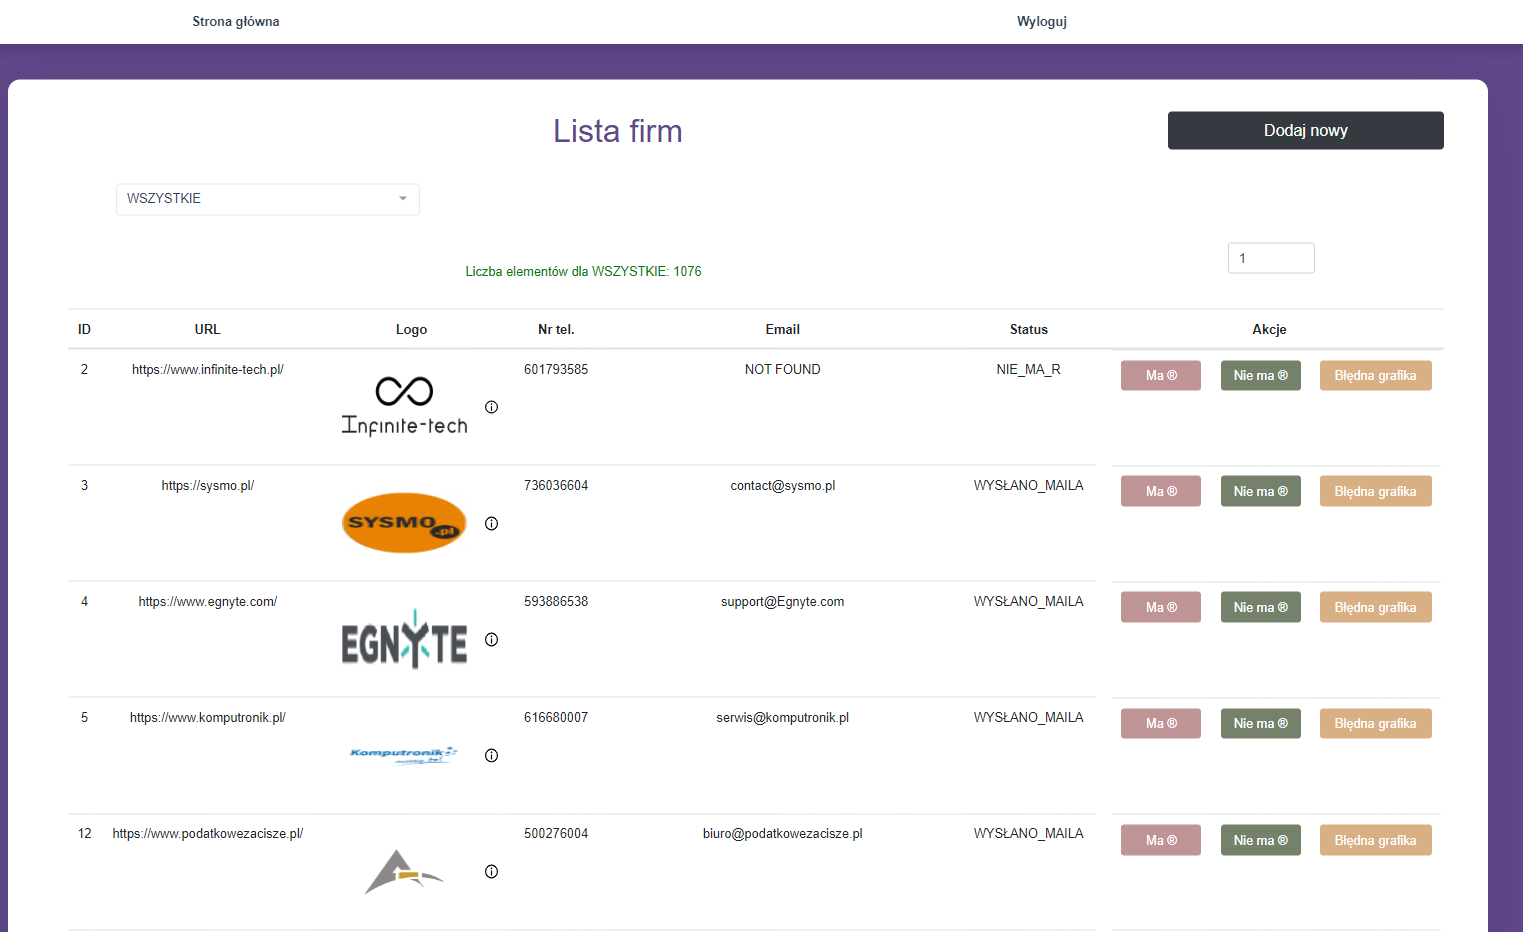 Strona główna Wyloguj
Lista firm Dodaj nowy
WSZYSTKIE
1
Liczba elementów dla WSZYSTKIE: 1076
ID URL Logo Nr tel. Email Status Akcje
2 https://www.infinite-tech.pl/ 601793585 NOT FOUND NIE_MA_R Ma ® Nie ma ® Błędna grafika
Infinite-tech
3 https://sysmo.pl/ 736036604 contact@sysmo.pl WYSŁANO_MAILA Ma ® Nie ma ® Błędna grafika
SYSMO .pl
4 https://www.egnyte.com/ 593886538 support@Egnyte.com WYSŁANO_MAILA Ma ® Nie ma ® Błędna grafika
EGNYTE
5 https://www.komputronik.pl/ 616680007 serwis@komputronik.pl WYSŁANO_MAILA Ma ® Nie ma ® Błędna grafika
Komputronik
12 https://www.podatkowezacisze.pl/ 500276004 biuro@podatkowezacisze.pl WYSŁANO_MAILA Ma ® Nie ma ® Błędna grafika